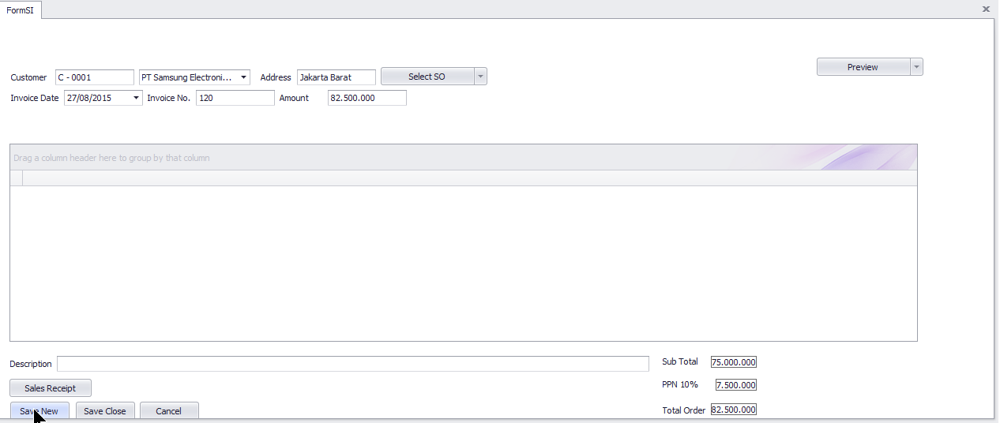 FormSI
Preview
Customer C - 0001 PT Samsung Electroni... Address Jakarta Barat Select SO
Invoice Date 27/08/2015 Invoice No. 120 Amount 82.500.000
Drag a column header here to group by that column
Description
Sub Total 75.000.000
Sales Receipt
PPN 10% 7.500.000
Save New Save Close Cancel
Total Order 82.500.000